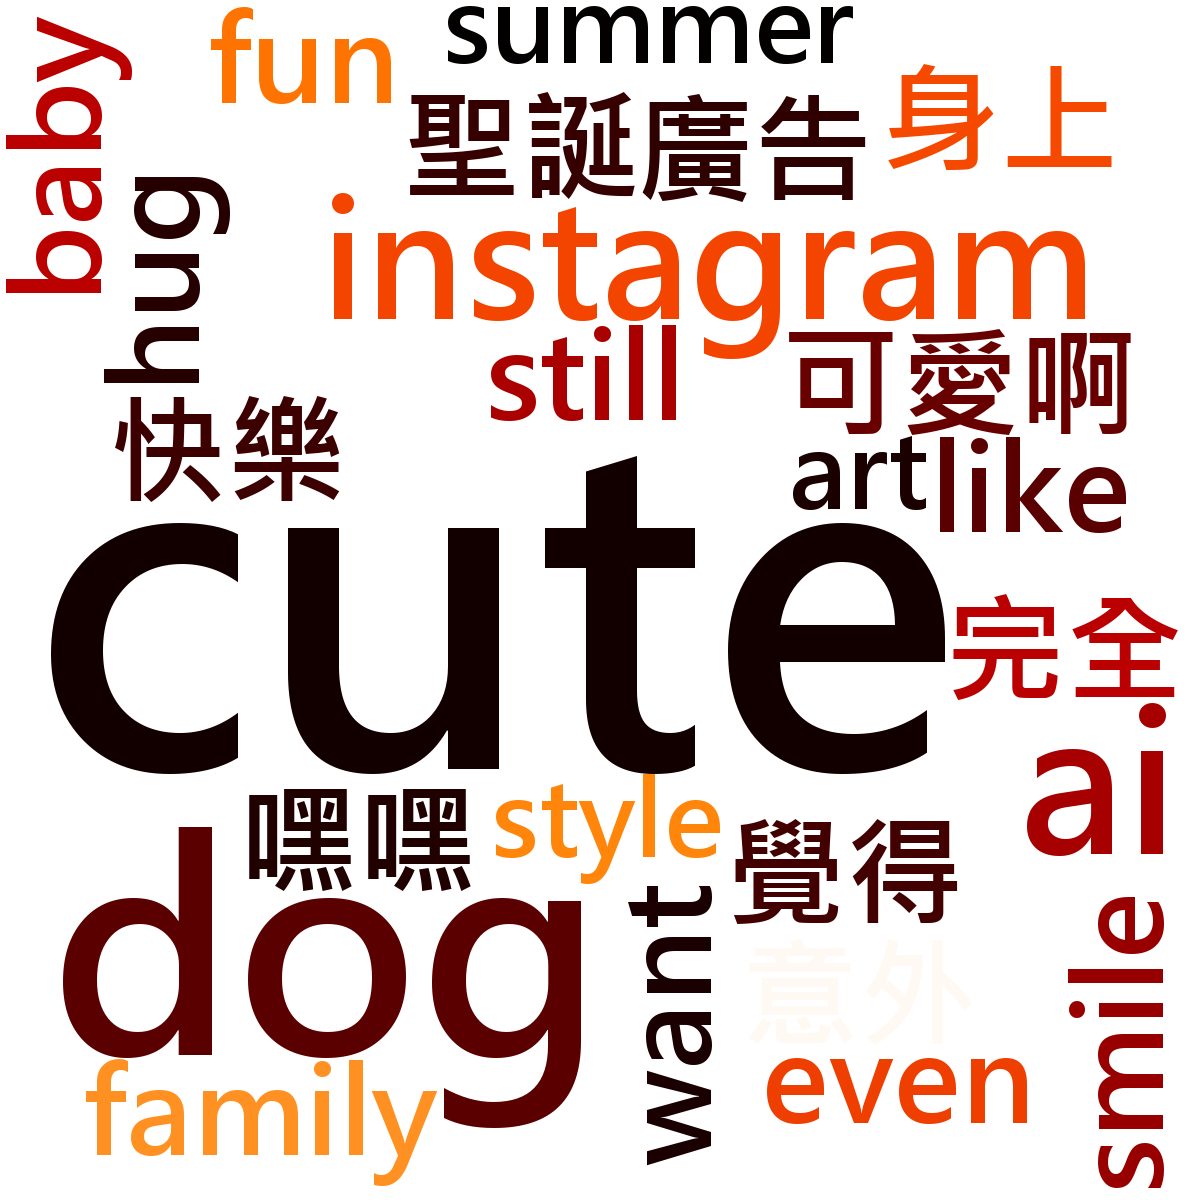 summer
fun
baby
聖誕廣告
身上
hug
instagram
still
可愛啊
快樂
art
like
cute
完全
ai
嘿嘿
style
覺得
dog
want
smile
意外
family
even